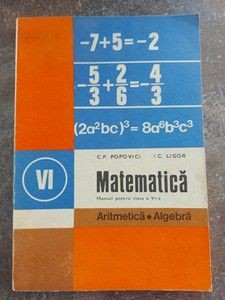 -7+5=-2
-5/3+2/6=-4/3
(2a²bc)³=8a⁶b³c³
C.P. POPOVICI I.C. LIGOR
VI
Matematică
Manual pentru clasa a VI-a
Aritmetică • Algebră